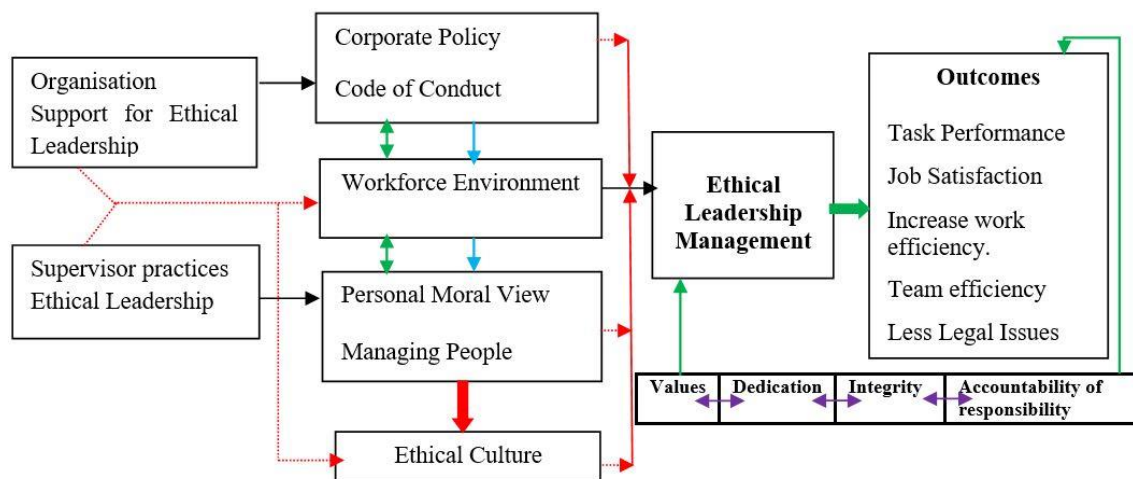 Organisation
Support for Ethical
Leadership
Supervisor practices
Ethical Leadership
Corporate Policy
Code of Conduct
Workforce Environment
Personal Moral View
Managing People
Ethical Culture
Ethical
Leadership
Management
Outcomes
Task Performance
Job Satisfaction
Increase work
efficiency.
Team efficiency
Less Legal Issues
Values
Dedication
Integrity
Accountability of
responsibility